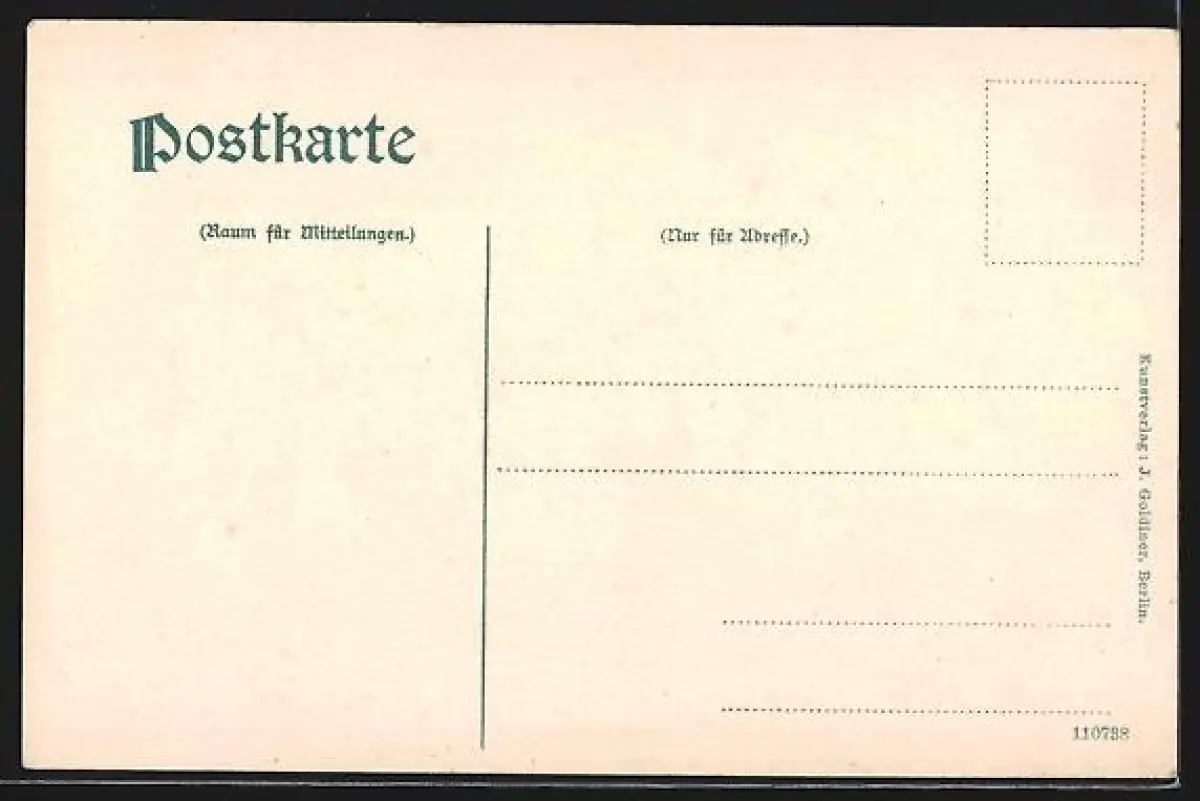 Postkarte
(Raum für Mitteilungen.)
(Nur für Adresse.)
Kunstverlag: J. Goldiner, Berlin.
110738